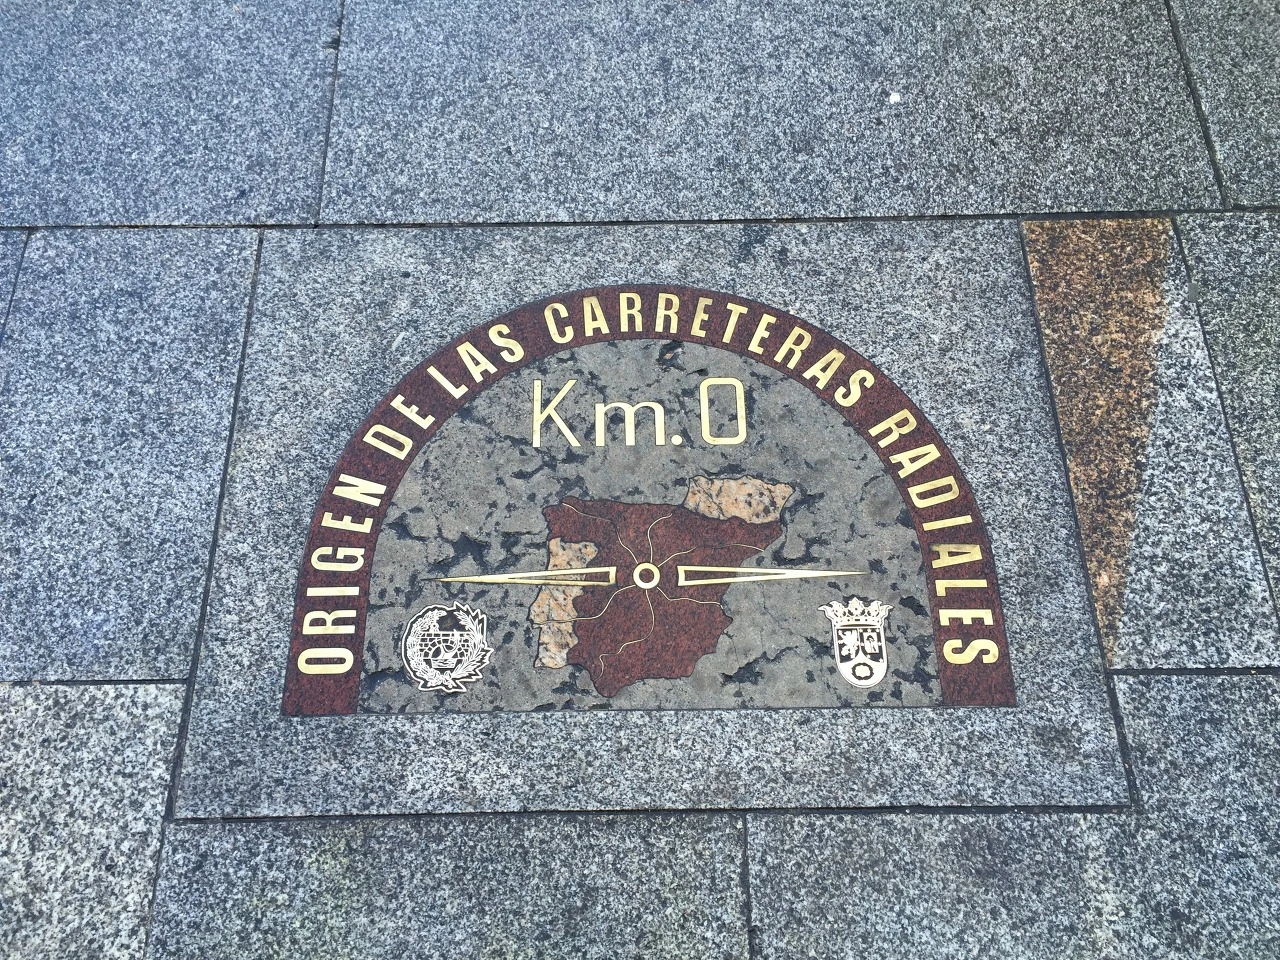 ORIGEN DE LAS CARRETERAS RADIALES
Km. 0